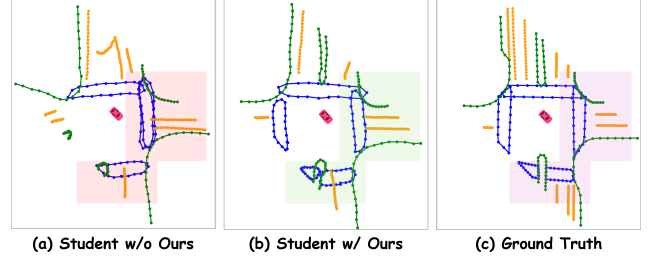 (a) Student w/o Ours
(b) Student w/ Ours
(c) Ground Truth